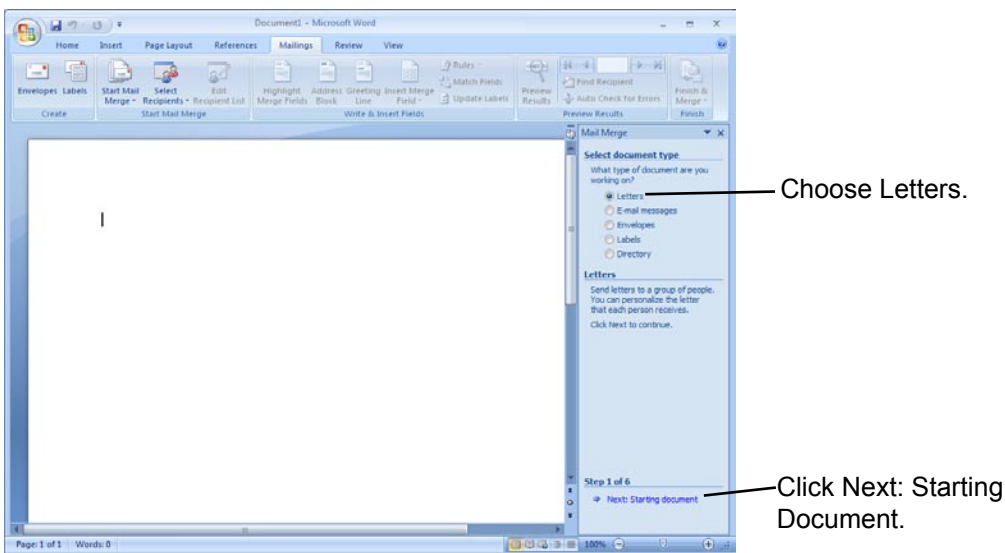 Document1 - Microsoft Word
Home Insert Page Layout References Mailings Review View
Envelopes Labels
Create
Start Mail Merge Select Recipients Edit Recipient List
Start Mail Merge
Highlight Merge Fields Address Block Greeting Line Insert Merge Field
Rules
Match Fields
Update Labels
Write & Insert Fields
Preview Results
Find Recipient
Auto Check for Errors
Preview Results
Finish & Merge
Finish
Mail Merge
Select document type
What type of document are you
working on?
Letters
E-mail messages
Envelopes
Labels
Directory
Letters
Send letters to a group of people.
You can personalize the letter
that each person receives.
Click Next to continue.
Step 1 of 6
Next: Starting document
Page: 1 of 1 Words: 0
100%
Choose Letters.
Click Next: Starting
Document.